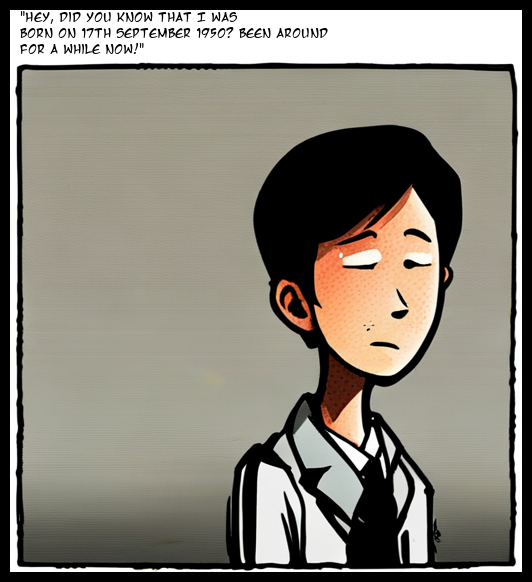 "HEY, DID YOU KNOW THAT I WAS
BORN ON 17TH SEPTEMBER 1950? BEEN AROUND
FOR A WHILE NOW!"